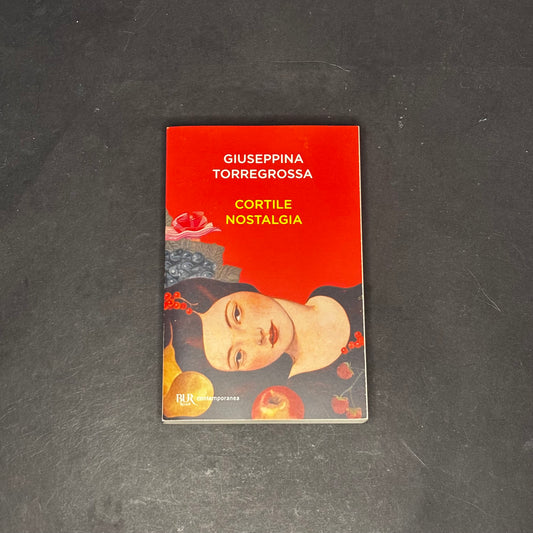 GIUSEPPINA
TORREGROSSA
CORTILE
NOSTALGIA
BUR contemporanea